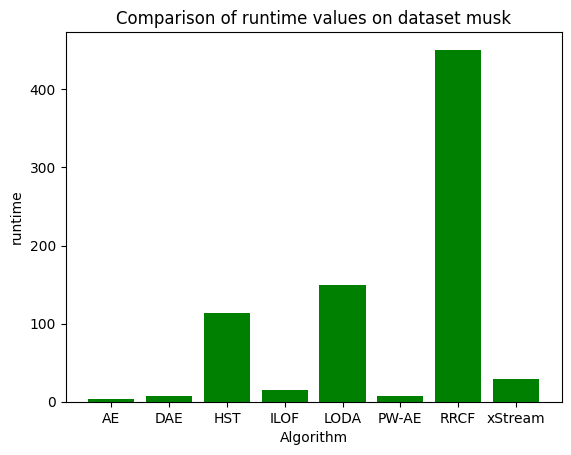 Comparison of runtime values on dataset musk
400
300
200
100
0
runtime
AE DAE HST ILOF LODA PW-AE RRCF xStream
Algorithm